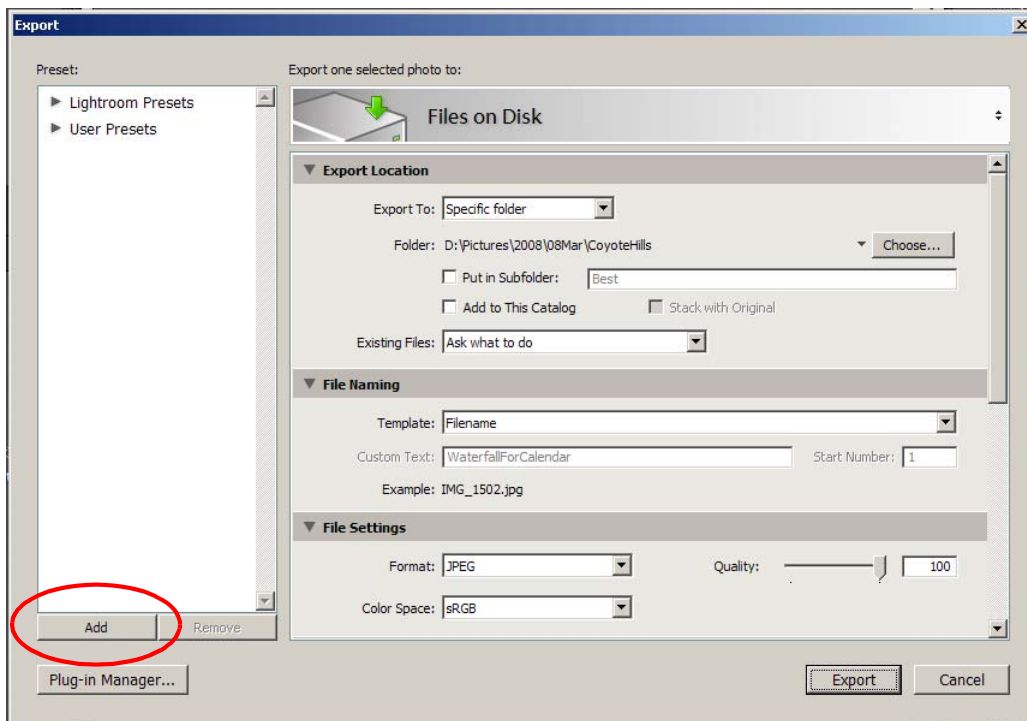 Export
Preset:
Export one selected photo to:
Lightroom Presets
User Presets
Files on Disk
Export Location
Export To: Specific folder
Folder: D:\Pictures\2008\08Mar\CoyoteHills Choose...
Put in Subfolder: Best
Add to This Catalog Stack with Original
Existing Files: Ask what to do
File Naming
Template: Filename
Custom Text: WaterfallForCalendar Start Number: 1
Example: IMG_1502.jpg
File Settings
Format: JPEG Quality: 100
Color Space: sRGB
Add Remove
Plug-in Manager... Export Cancel